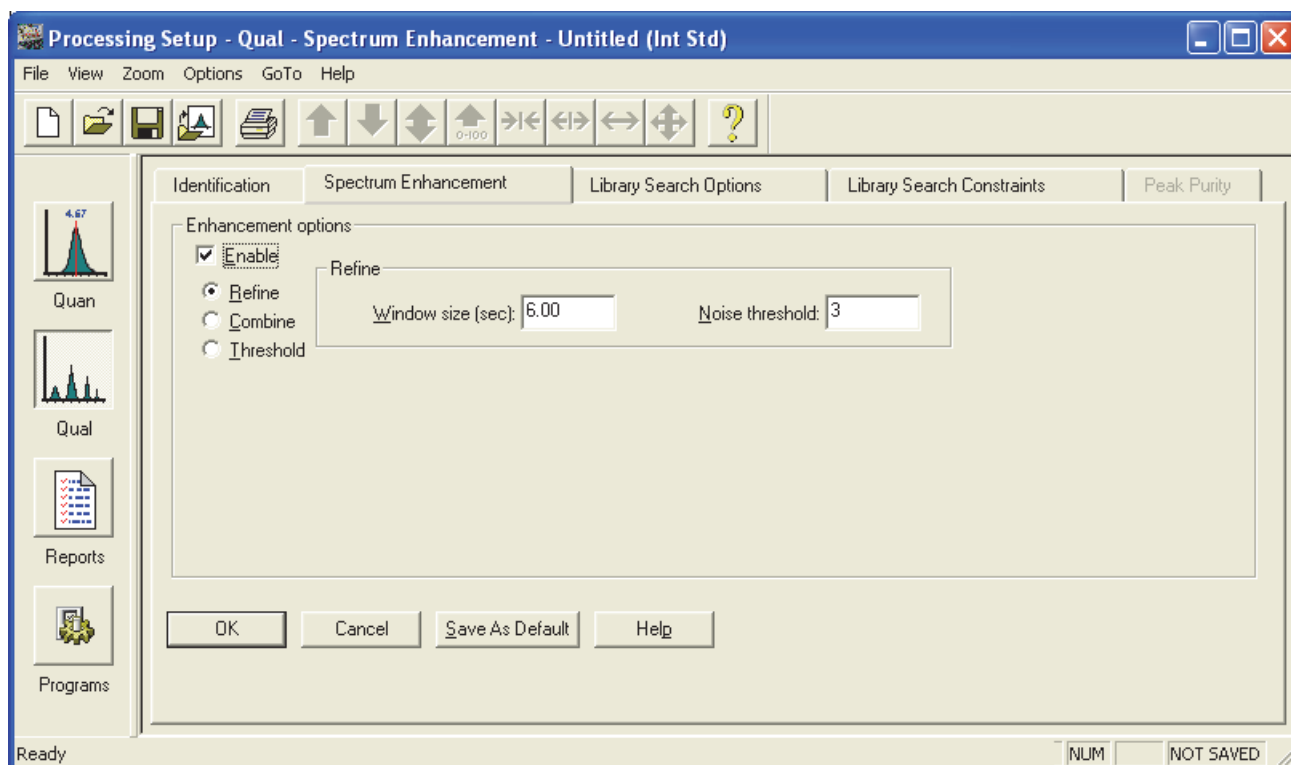 Processing Setup - Qual - Spectrum Enhancement - Untitled (Int Std)
File View Zoom Options GoTo Help
0-100
Identification Spectrum Enhancement Library Search Options Library Search Constraints Peak Purity
4.67
Quan
Qual
Reports
Programs
Enhancement options
Enable
Refine
Combine
Threshold
Refine
Window size (sec): 6.00 Noise threshold: 3
OK Cancel Save As Default Help
Ready NUM NOT SAVED